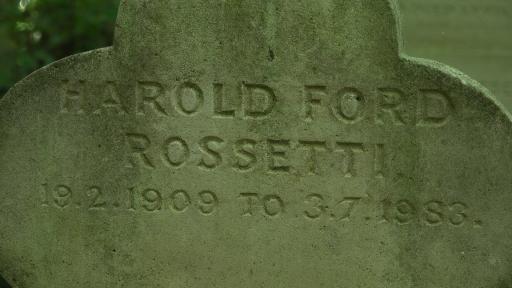 HAROLD FORD
ROSSETTI
19.2.1909 TO 3.7.1983.